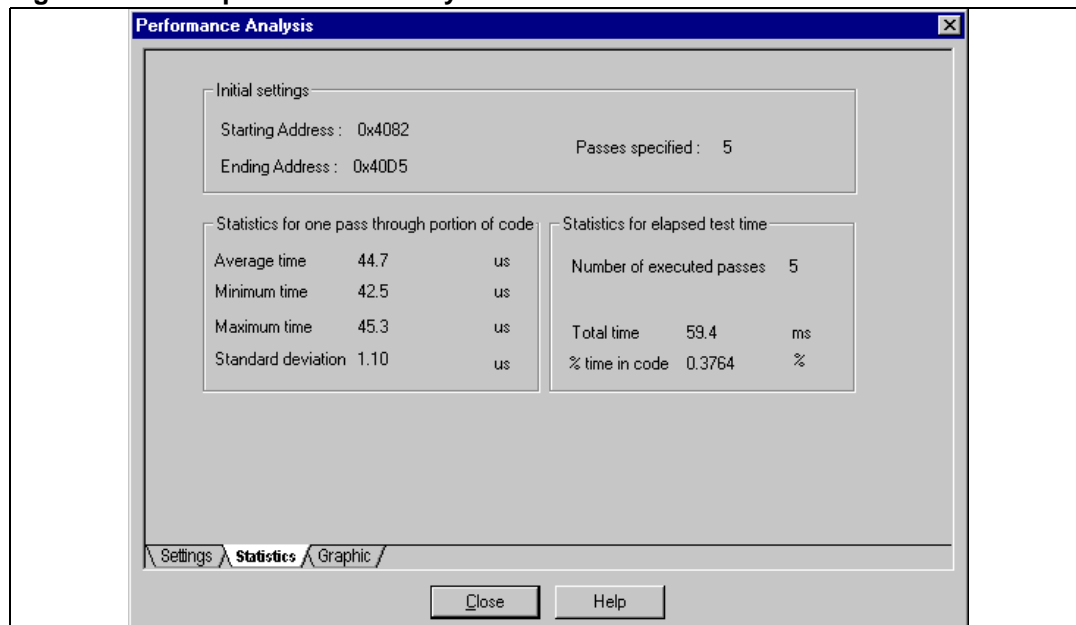 Performance Analysis
Initial settings
Starting Address : 0x4082
Passes specified : 5
Ending Address : 0x40D5
Statistics for one pass through portion of code
Average time 44.7 us
Minimum time 42.5 us
Maximum time 45.3 us
Standard deviation 1.10 us
Statistics for elapsed test time
Number of executed passes 5
Total time 59.4 ms
% time in code 0.3764 %
Settings Statistics Graphic
Close Help